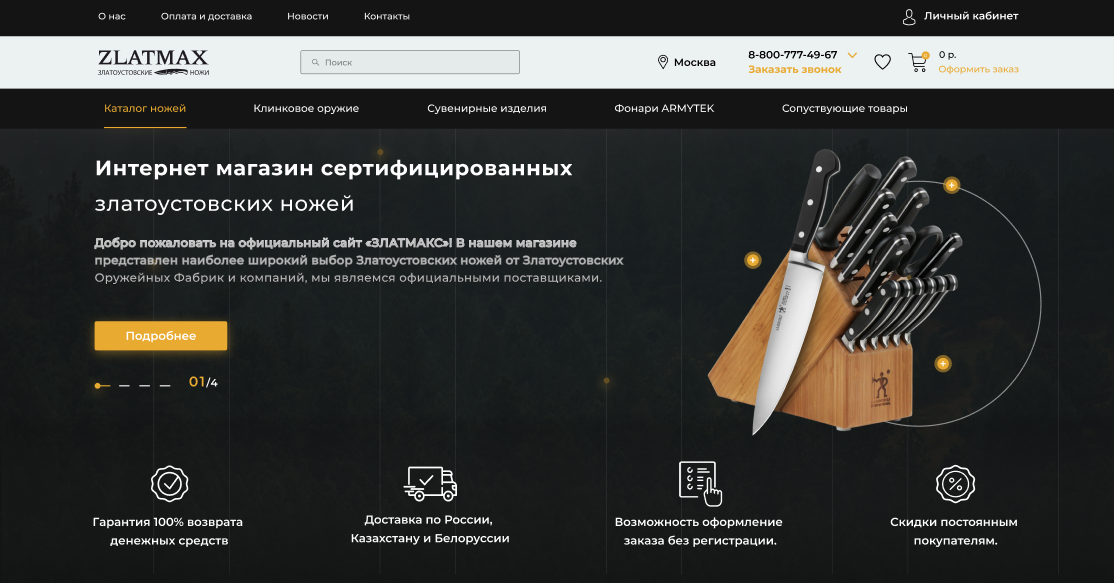 О нас
Оплата и доставка
Новости
Контакты
Личный кабинет
ZLATMAX
ЗЛАТОУСТОВСКИЕ НОЖИ
Поиск
Москва
8-800-777-49-67
Заказать звонок
0
0 р.
Оформить заказ
Каталог ножей
Клинковое оружие
Сувенирные изделия
Фонари ARMYTEK
Сопутствующие товары
Интернет магазин сертифицированных
златоустовских ножей
Добро пожаловать на официальный сайт «ЗЛАТМАКС»! В нашем магазине
представлен наиболее широкий выбор Златоустовских ножей от Златоустовских
Оружейных Фабрик и компаний, мы являемся официальными поставщиками.
Подробнее
01/4
Гарантия 100% возврата
денежных средств
Доставка по России,
Казахстану и Белоруссии
Возможность оформление
заказа без регистрации.
Скидки постоянным
покупателям.